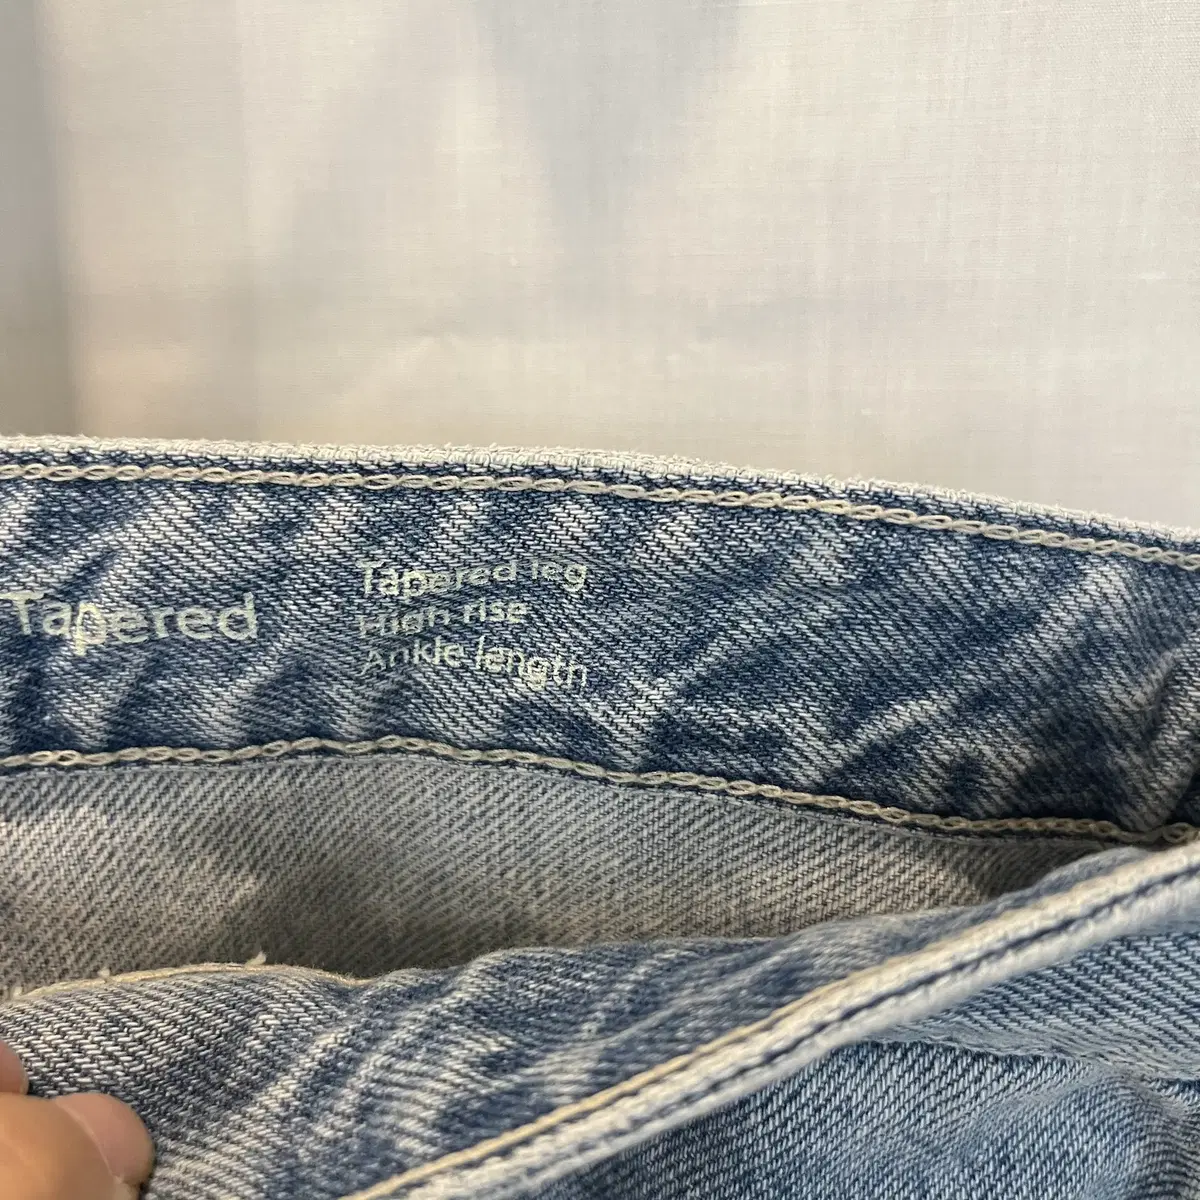 Tapered
Tapered leg
High rise
Ankle length